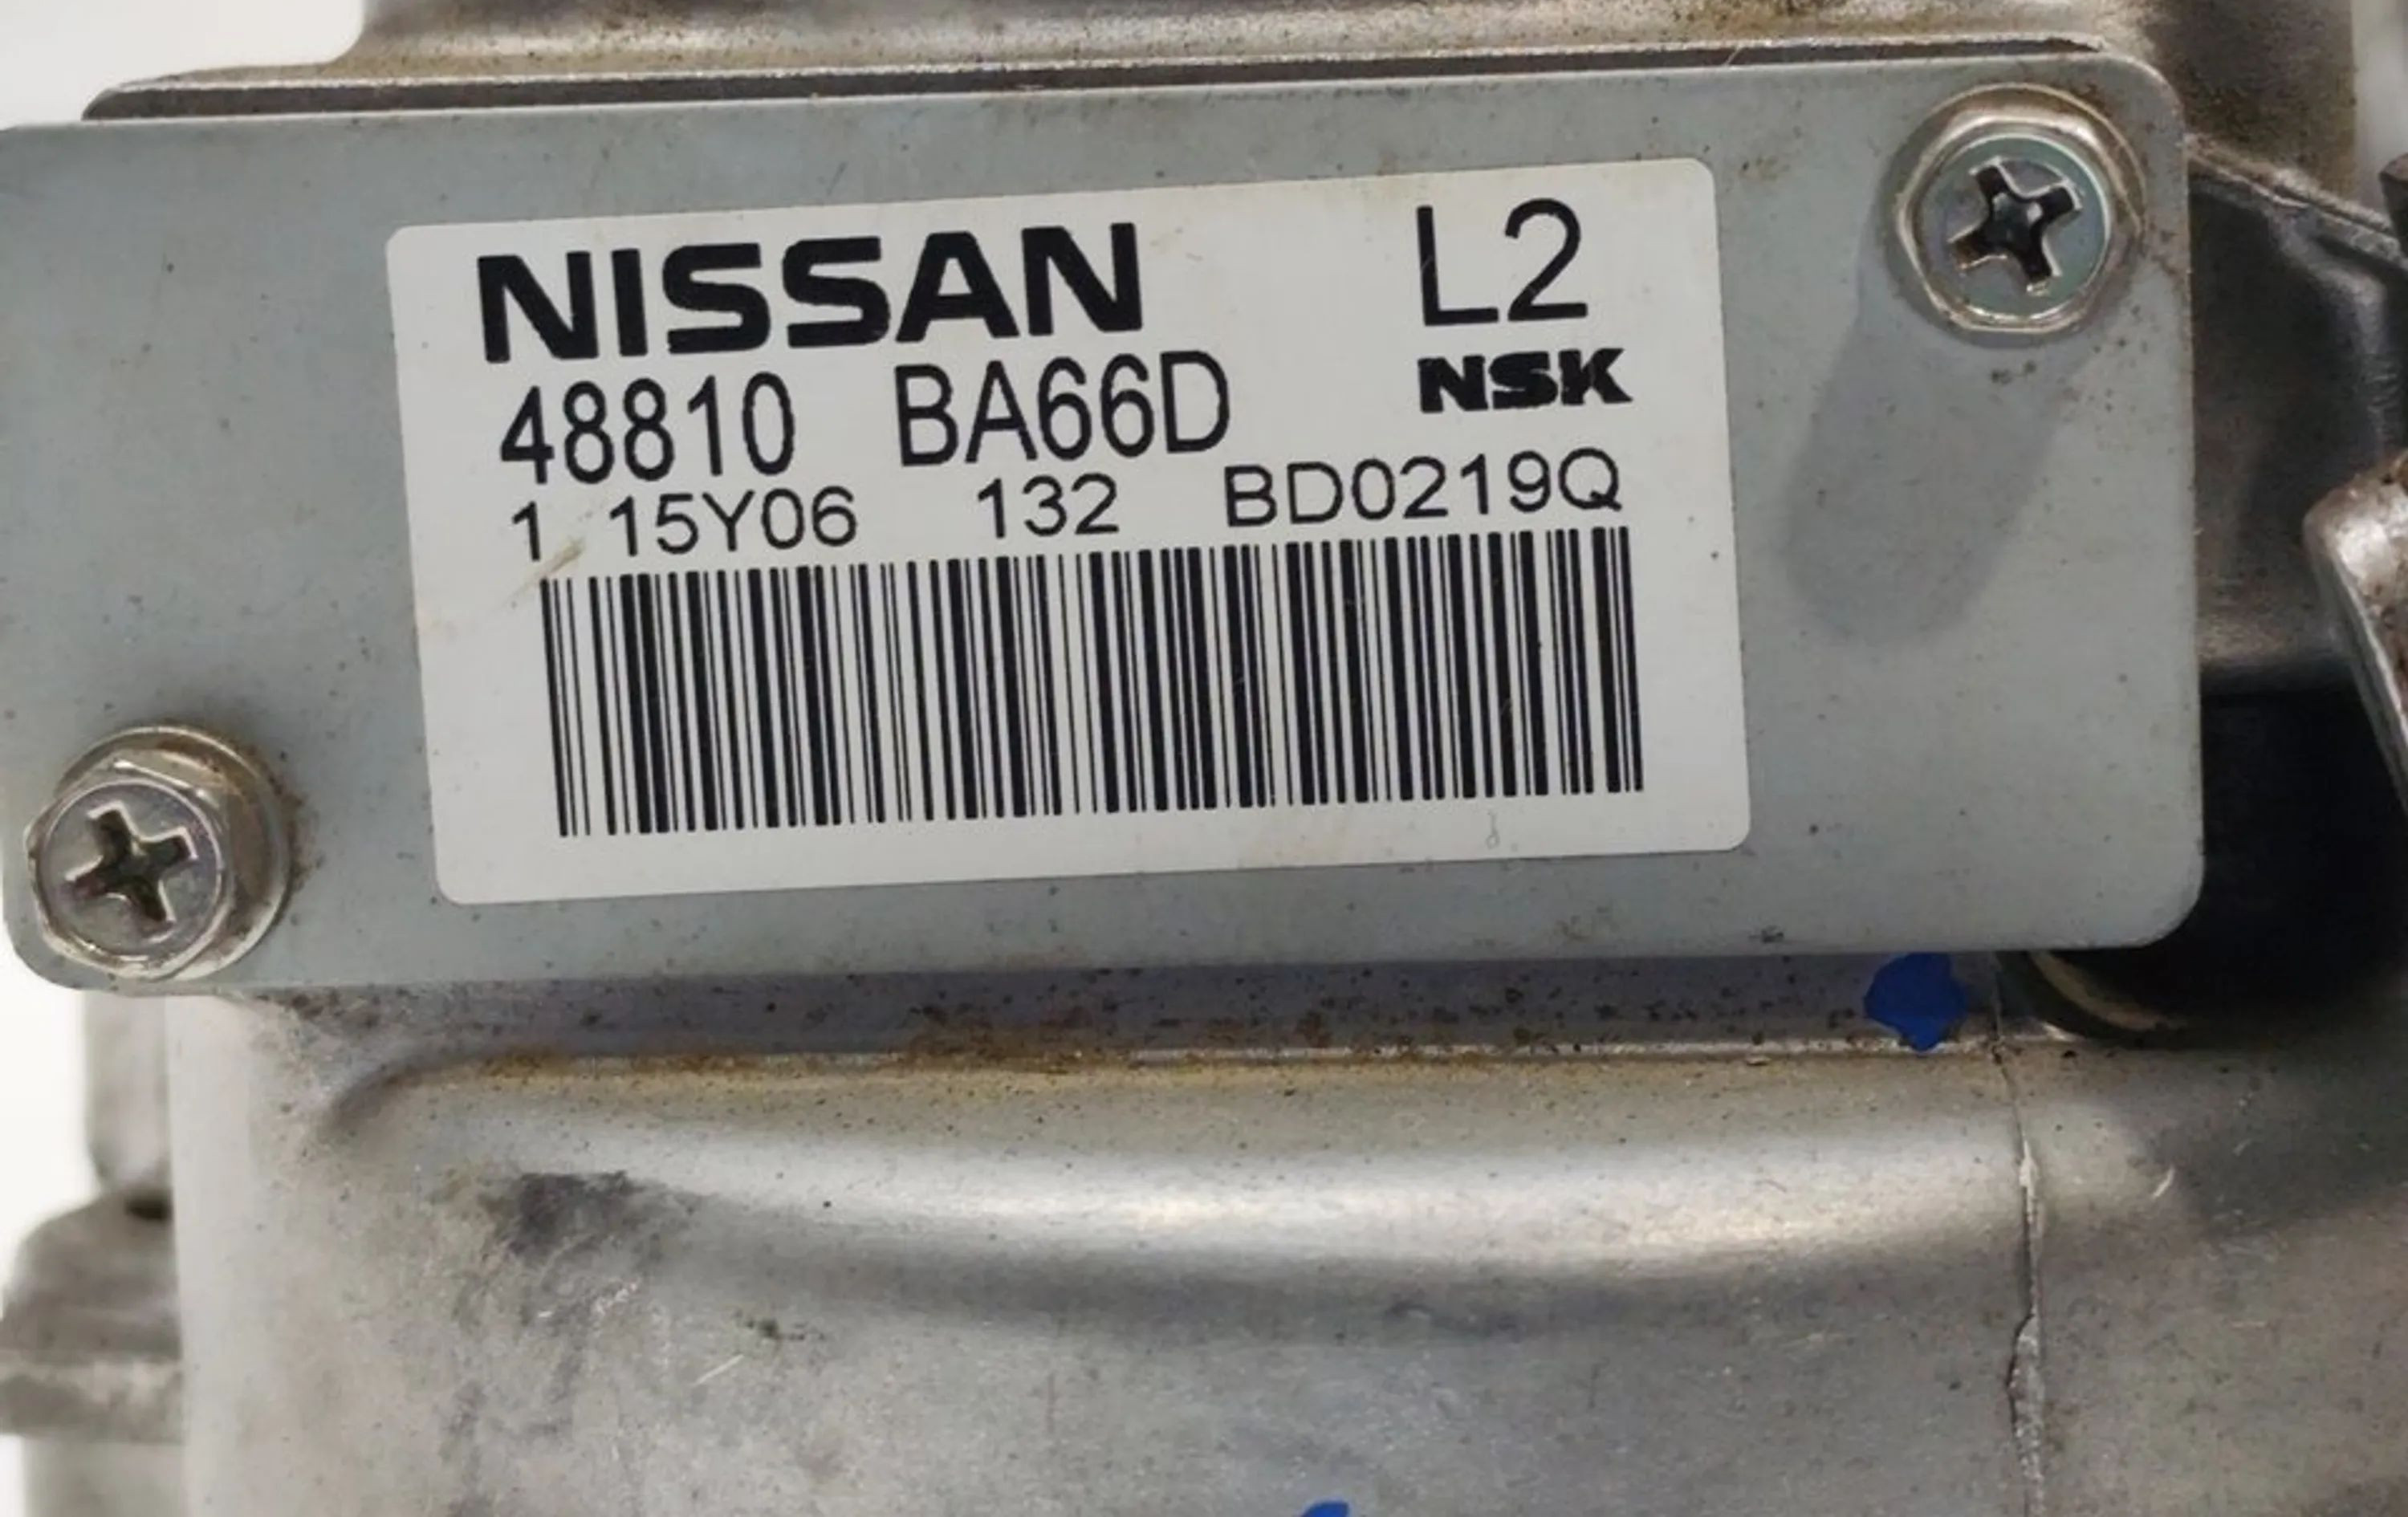 NISSAN L2
48810 BA66D NSK
1 15Y06 132 BD0219Q